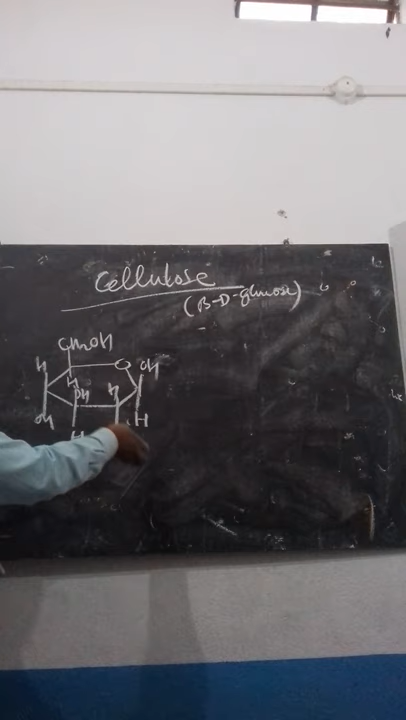 Cellulose
(B-D-glucose)
CH2OH
H O OH
H
OH H
OH H
H